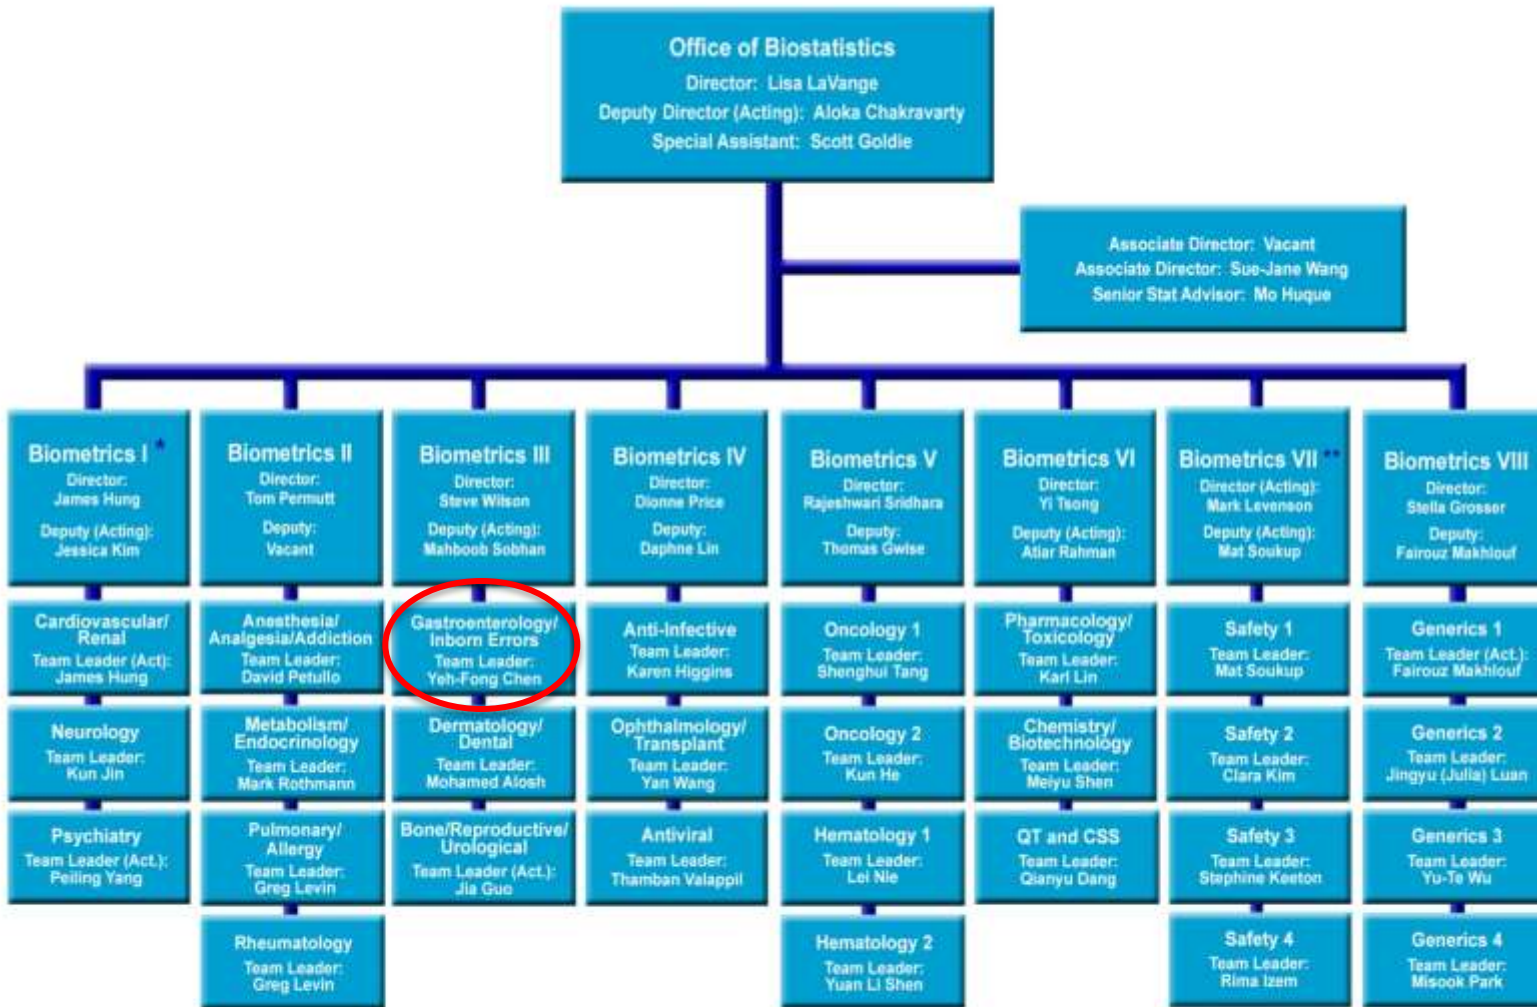 Office of Biostatistics
Director: Lisa LaVange
Deputy Director (Acting): Aloka Chakravarty
Special Assistant: Scott Goldie
Associate Director: Vacant
Associate Director: Sue-Jane Wang
Senior Stat Advisor: Mo Huque
Biometrics I *
Director:
James Hung
Deputy (Acting):
Jessica Kim
Cardiovascular/
Renal
Team Leader (Act):
James Hung
Neurology
Team Leader:
Kun Jin
Psychiatry
Team Leader (Act.):
Peiling Yang
Biometrics II
Director:
Tom Permutt
Deputy:
Vacant
Anesthesia/
Analgesia/Addiction
Team Leader:
David Petullo
Metabolism/
Endocrinology
Team Leader:
Mark Rothmann
Pulmonary/
Allergy
Team Leader:
Greg Levin
Rheumatology
Team Leader:
Greg Levin
Biometrics III
Director:
Steve Wilson
Deputy (Acting):
Mahboob Sobhan
Gastroenterology/
Inborn Errors
Team Leader:
Yeh-Fong Chen
Dermatology/
Dental
Team Leader:
Mohamed Alosh
Bone/Reproductive/
Urological
Team Leader (Act.):
Jia Guo
Biometrics IV
Director:
Dionne Price
Deputy:
Daphne Lin
Anti-Infective
Team Leader:
Karen Higgins
Ophthalmology/
Transplant
Team Leader:
Yan Wang
Antiviral
Team Leader:
Thamban Valappil
Biometrics V
Director:
Rajeshwari Sridhara
Deputy:
Thomas Gwise
Oncology 1
Team Leader:
Shenghui Tang
Oncology 2
Team Leader:
Kun He
Hematology 1
Team Leader:
Lei Nie
Hematology 2
Team Leader:
Yuan Li Shen
Biometrics VI
Director:
Yi Tsong
Deputy (Acting):
Atiar Rahman
Pharmacology/
Toxicology
Team Leader:
Karl Lin
Chemistry/
Biotechnology
Team Leader:
Meiyu Shen
QT and CSS
Team Leader:
Qianyu Dang
Biometrics VII **
Director (Acting):
Mark Levenson
Deputy (Acting):
Mat Soukup
Safety 1
Team Leader:
Mat Soukup
Safety 2
Team Leader:
Clara Kim
Safety 3
Team Leader:
Stephine Keeton
Safety 4
Team Leader:
Rima Izem
Biometrics VIII
Director:
Stella Grosser
Deputy:
Fairouz Makhlouf
Generics 1
Team Leader (Act.):
Fairouz Makhlouf
Generics 2
Team Leader:
Jingyu (Julia) Luan
Generics 3
Team Leader:
Yu-Te Wu
Generics 4
Team Leader:
Misook Park